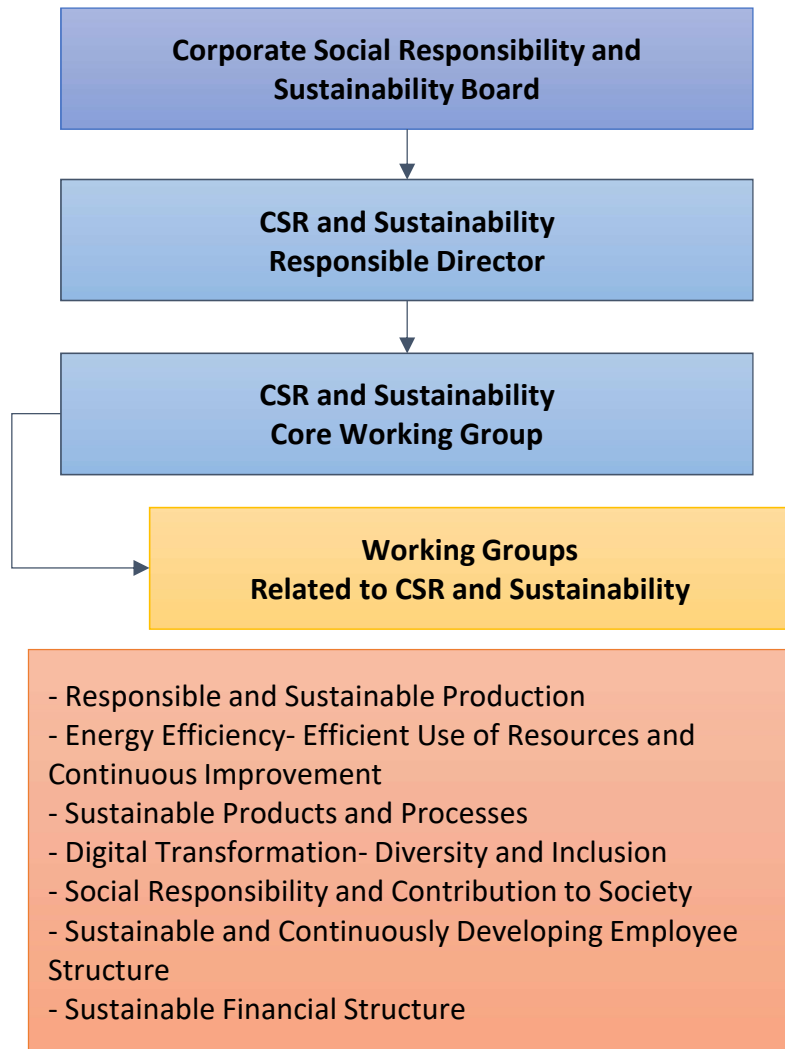 Corporate Social Responsibility and
Sustainability Board
CSR and Sustainability
Responsible Director
CSR and Sustainability
Core Working Group
Working Groups
Related to CSR and Sustainability
- Responsible and Sustainable Production
- Energy Efficiency- Efficient Use of Resources and
Continuous Improvement
- Sustainable Products and Processes
- Digital Transformation- Diversity and Inclusion
- Social Responsibility and Contribution to Society
- Sustainable and Continuously Developing Employee
Structure
- Sustainable Financial Structure